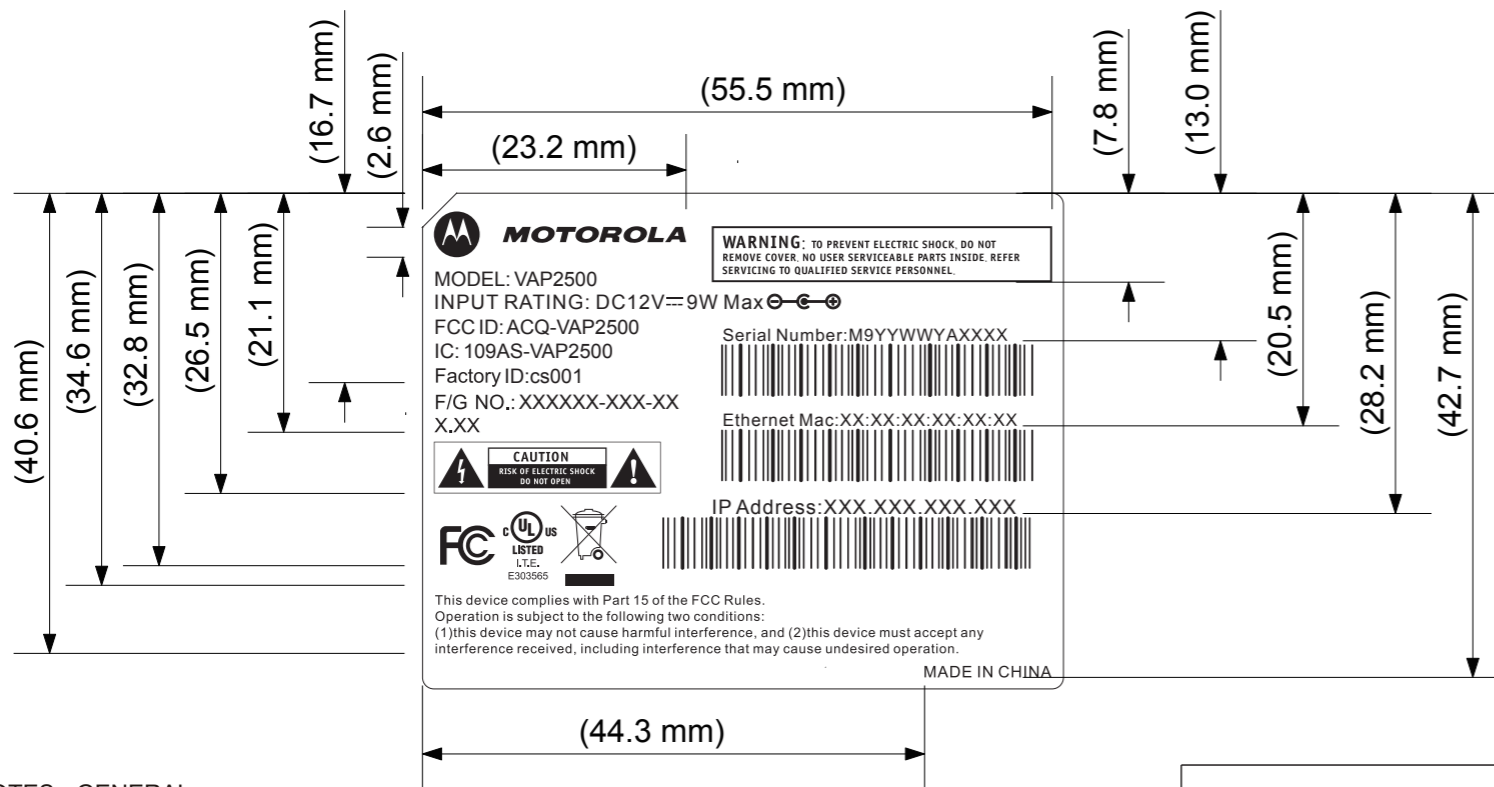 (16.7 mm)
(2.6 mm)
(55.5 mm)
(23.2 mm)
(7.8 mm)
(13.0 mm)
(40.6 mm)
(34.6 mm)
(32.8 mm)
(26.5 mm)
(21.1 mm)
(20.5 mm)
(28.2 mm)
(42.7 mm)
MOTOROLA
WARNING: TO PREVENT ELECTRIC SHOCK, DO NOT
REMOVE COVER. NO USER SERVICEABLE PARTS INSIDE. REFER
SERVICING TO QUALIFIED SERVICE PERSONNEL.
MODEL: VAP2500
INPUT RATING: DC12V⎓9W Max
FCC ID: ACQ-VAP2500
IC: 109AS-VAP2500
Factory ID:cs001
F/G NO.: XXXXXX-XXX-XX
X.XX
Serial Number:M9YYWWYAXXXX
Ethernet Mac:XX:XX:XX:XX:XX:XX
IP Address:XXX.XXX.XXX.XXX
CAUTION
RISK OF ELECTRIC SHOCK
DO NOT OPEN
FC
C UL US
LISTED
I.T.E.
E303565
This device complies with Part 15 of the FCC Rules.
Operation is subject to the following two conditions:
(1)this device may not cause harmful interference, and (2)this device must accept any
interference received, including interference that may cause undesired operation.
MADE IN CHINA
(44.3 mm)
GENERAL